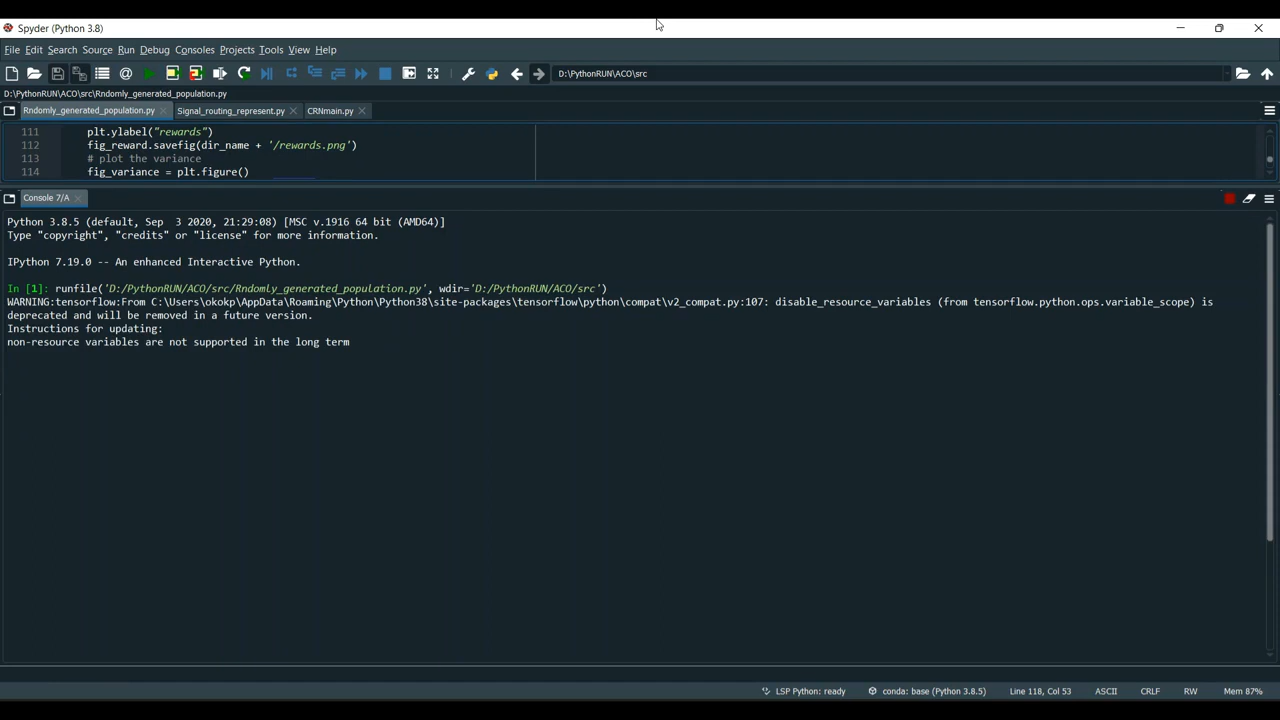 Spyder (Python 3.8)
File Edit Search Source Run Debug Consoles Projects Tools View Help
D:\PythonRUN\ACO\src
D:\PythonRUN\ACO\src\Rndomly_generated_population.py
Rndomly_generated_population.py Signal_routing_represent.py CRNmain.py
111 plt.ylabel("rewards")
112 fig_reward.savefig(dir_name + '/rewards.png')
113 # plot the variance
114 fig_variance = plt.figure()
Console 7/A
Python 3.8.5 (default, Sep 3 2020, 21:29:08) [MSC v.1916 64 bit (AMD64)]
Type "copyright", "credits" or "license" for more information.
IPython 7.19.0 -- An enhanced Interactive Python.
In [1]: runfile('D:/PythonRUN/ACO/src/Rndomly_generated_population.py', wdir='D:/PythonRUN/ACO/src')
WARNING:tensorflow:From C:\Users\okokp\AppData\Roaming\Python\Python38\site-packages\tensorflow\python\compat\v2_compat.py:107: disable_resource_variables (from tensorflow.python.ops.variable_scope) is
deprecated and will be removed in a future version.
Instructions for updating:
non-resource variables are not supported in the long term
LSP Python: ready conda: base (Python 3.8.5) Line 118, Col 53 ASCII CRLF RW Mem 87%